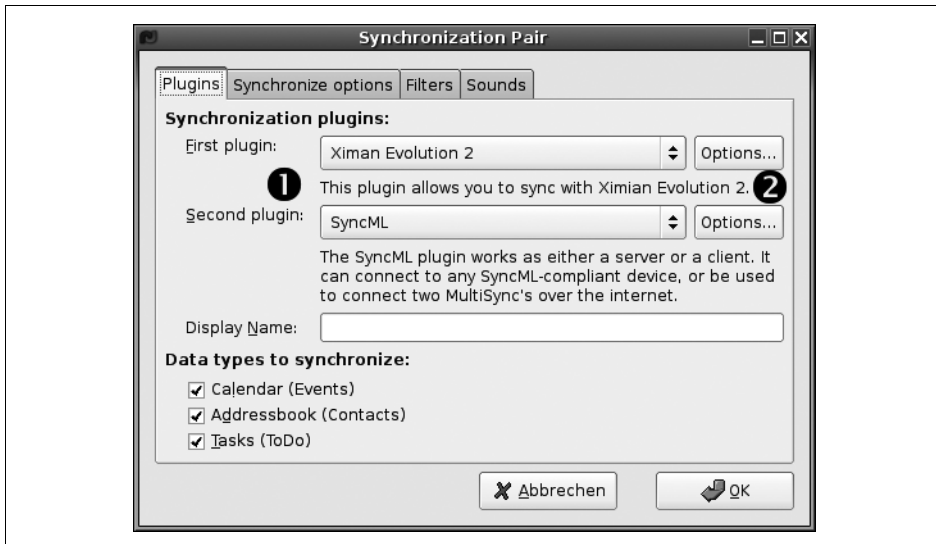 Synchronization Pair
Plugins Synchronize options Filters Sounds
Synchronization plugins:
First plugin: Ximan Evolution 2 Options...
❶ This plugin allows you to sync with Ximian Evolution 2. ❷
Second plugin: SyncML Options...
The SyncML plugin works as either a server or a client. It
can connect to any SyncML-compliant device, or be used
to connect two MultiSync's over the internet.
Display Name:
Data types to synchronize:
Calendar (Events)
Addressbook (Contacts)
Tasks (ToDo)
Abbrechen OK